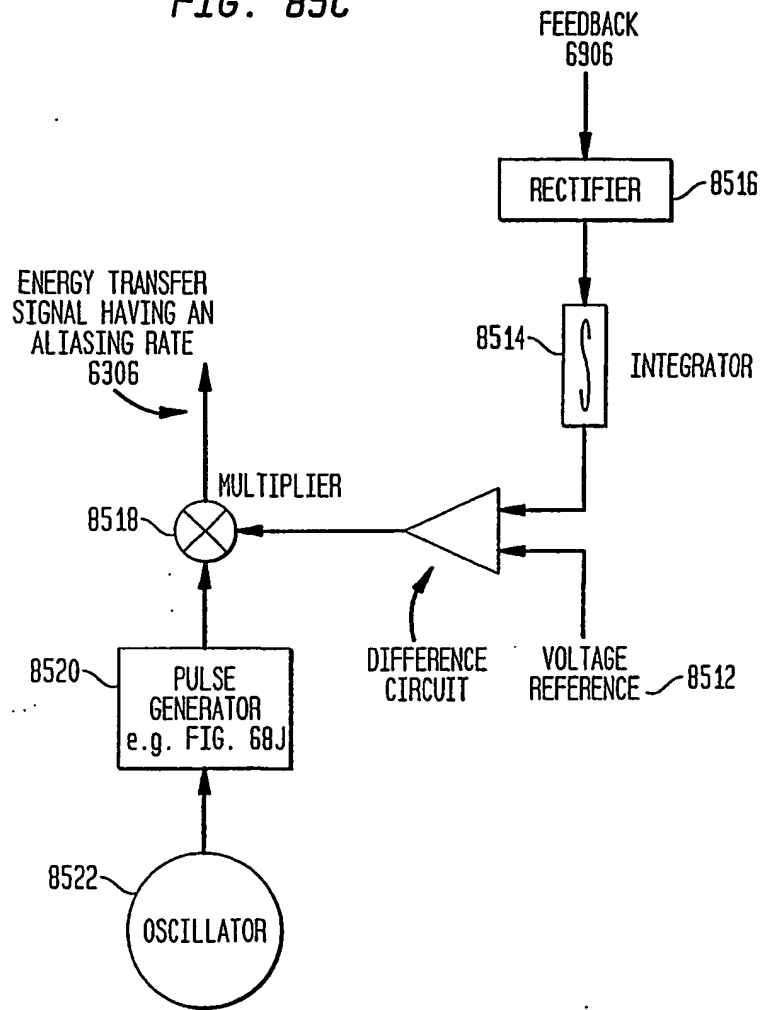 FIG. 85C
FEEDBACK
6906
RECTIFIER
8516
ENERGY TRANSFER
SIGNAL HAVING AN
ALIASING RATE
6306
8514
INTEGRATOR
MULTIPLIER
8518
DIFFERENCE
CIRCUIT
VOLTAGE
REFERENCE
8512
8520
PULSE
GENERATOR
e.g. FIG. 68J
8522
OSCILLATOR